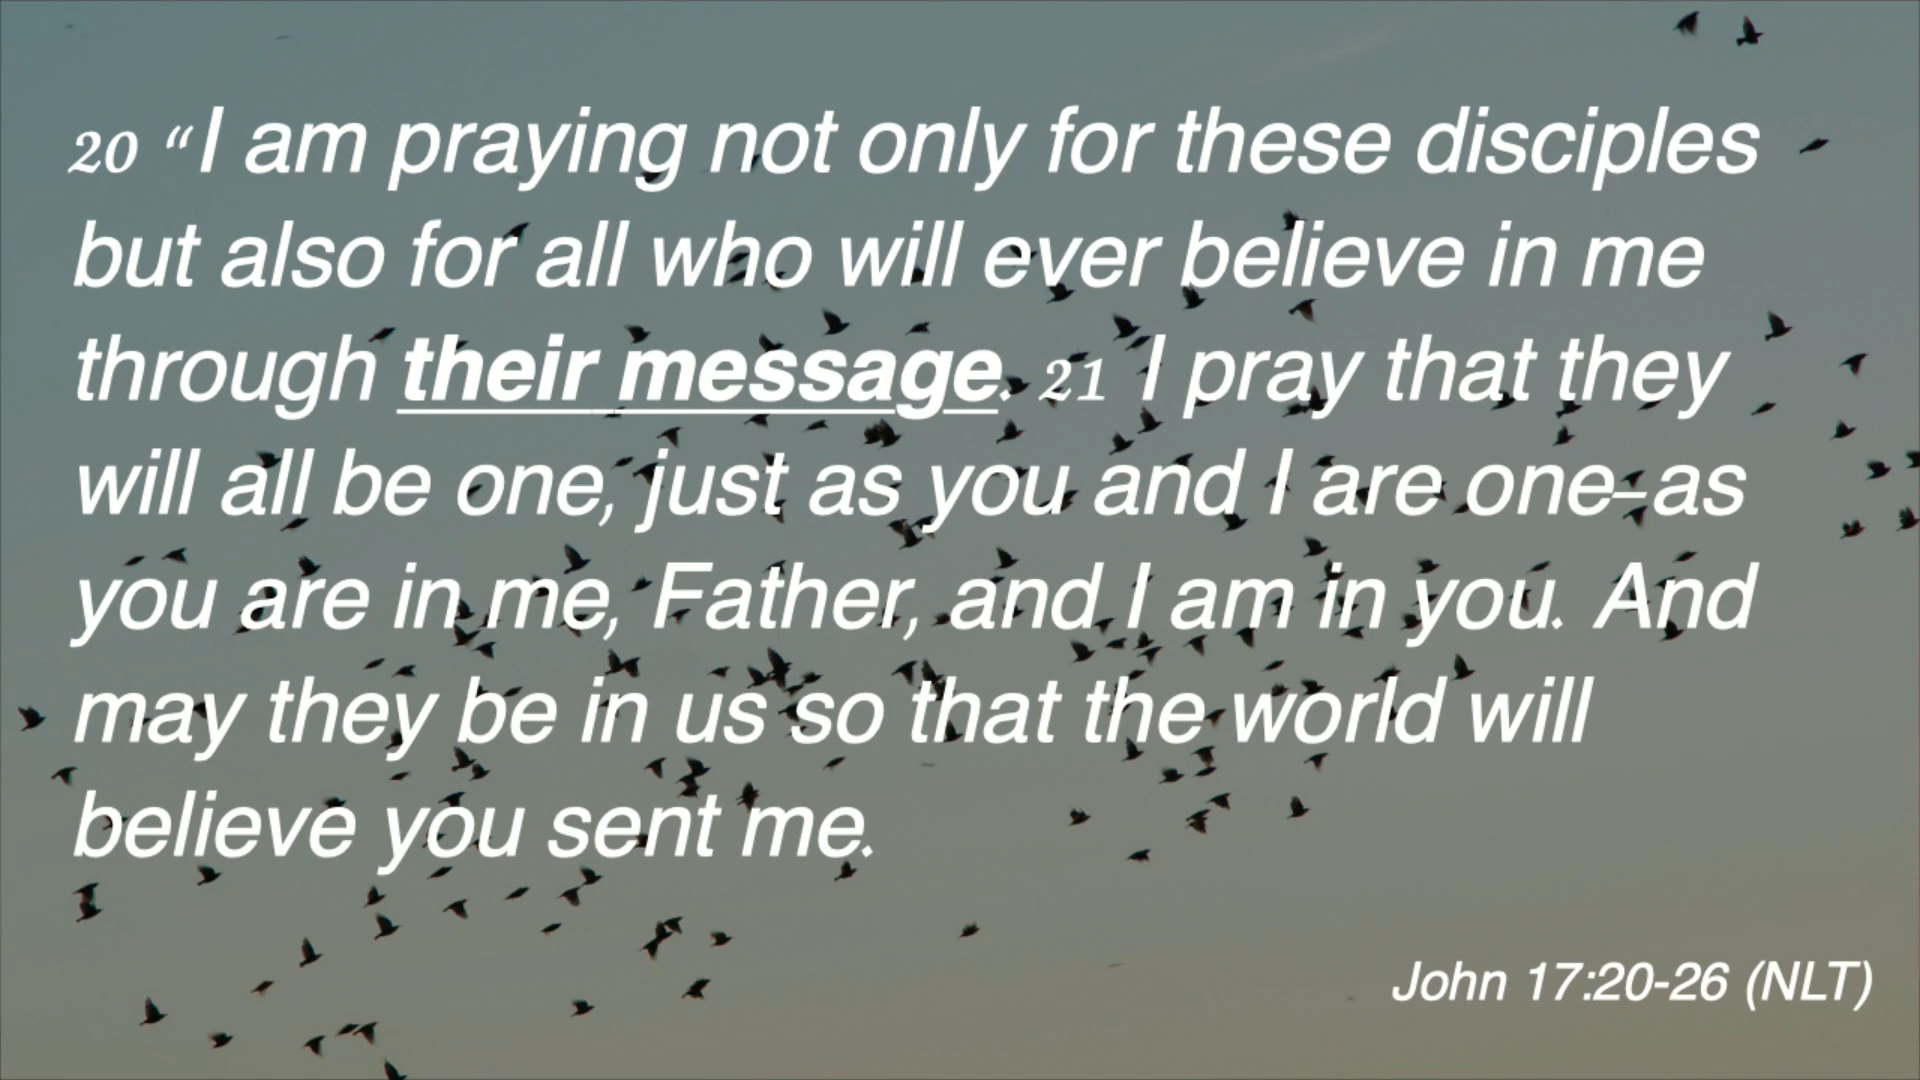 20 “I am praying not only for these disciples
but also for all who will ever believe in me
through their message. 21 I pray that they
will all be one, just as you and I are one–as
you are in me, Father, and I am in you. And
may they be in us so that the world will
believe you sent me.
John 17:20-26 (NLT)